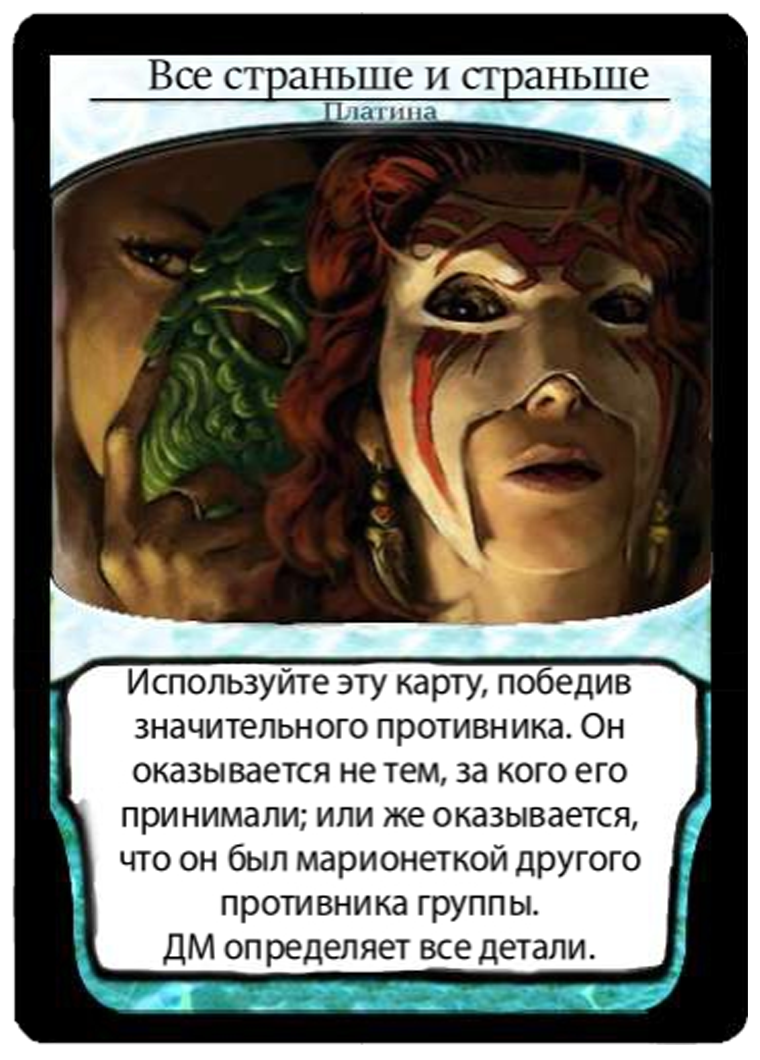 Все страньше и страньше
Платина
Используйте эту карту, победив
значительного противника. Он
оказывается не тем, за кого его
принимали; или же оказывается,
что он был марионеткой другого
противника группы.
ДМ определяет все детали.